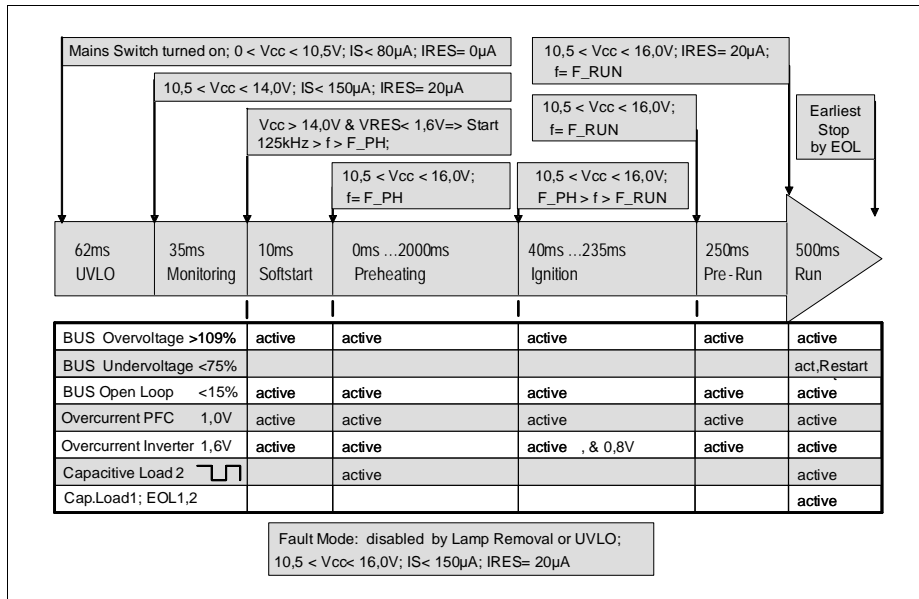 Mains Switch turned on; 0 < Vcc < 10,5V; IS< 80µA; IRES= 0µA
10,5 < Vcc < 16,0V; IRES= 20µA;
f= F_RUN
10,5 < Vcc < 14,0V; IS< 150µA; IRES= 20µA
10,5 < Vcc < 16,0V;
f= F_RUN
Earliest
Stop
by EOL
Vcc > 14,0V & VRES< 1,6V=> Start
125kHz > f > F_PH;
10,5 < Vcc < 16,0V;
f= F_PH
10,5 < Vcc < 16,0V;
F_PH > f > F_RUN
62ms
UVLO
35ms
Monitoring
10ms
Softstart
0ms ...2000ms
Preheating
40ms ...235ms
Ignition
250ms
Pre-Run
500ms
Run
BUS Overvoltage >109% active active active active active
BUS Undervoltage <75% act,Restart
BUS Open Loop <15% active active active active active
Overcurrent PFC 1,0V active active active active active
Overcurrent Inverter 1,6V active active active , & 0,8V active active
Capacitive Load 2 active active
Cap.Load1; EOL1,2 active
Fault Mode: disabled by Lamp Removal or UVLO;
10,5 < Vcc< 16,0V; IS< 150µA; IRES= 20µA